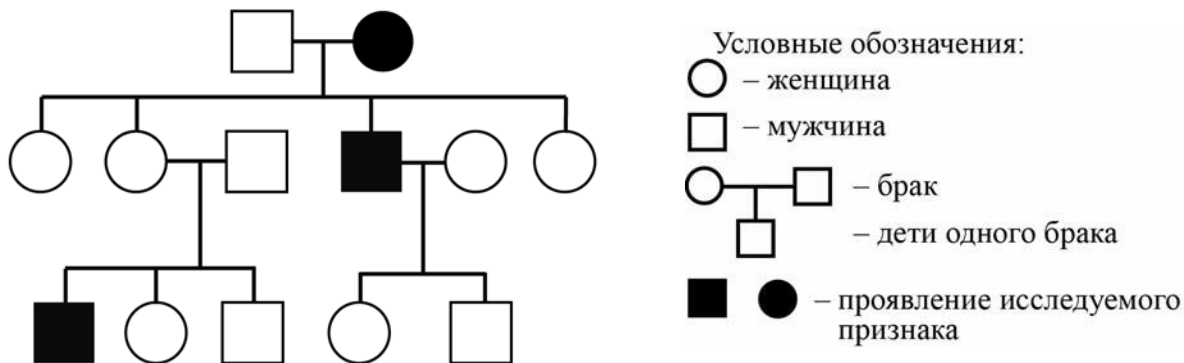 Условные обозначения:
– женщина
– мужчина
– брак
– дети одного брака
– проявление исследуемого
признака